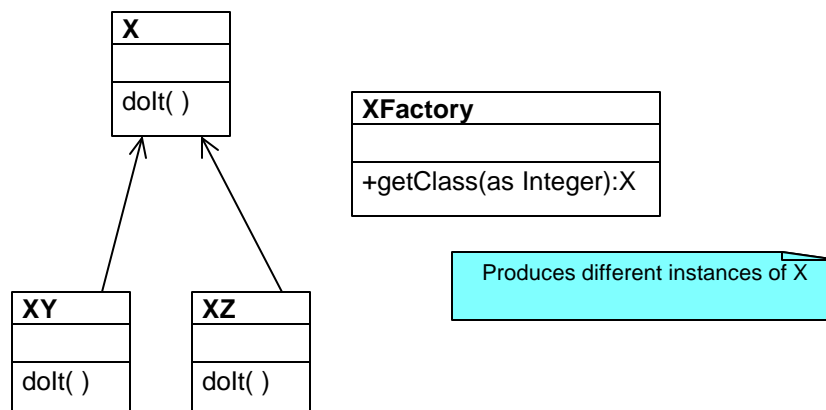 X
doIt( )
XFactory
+getClass(as Integer):X
Produces different instances of X
XY
doIt( )
XZ
doIt( )